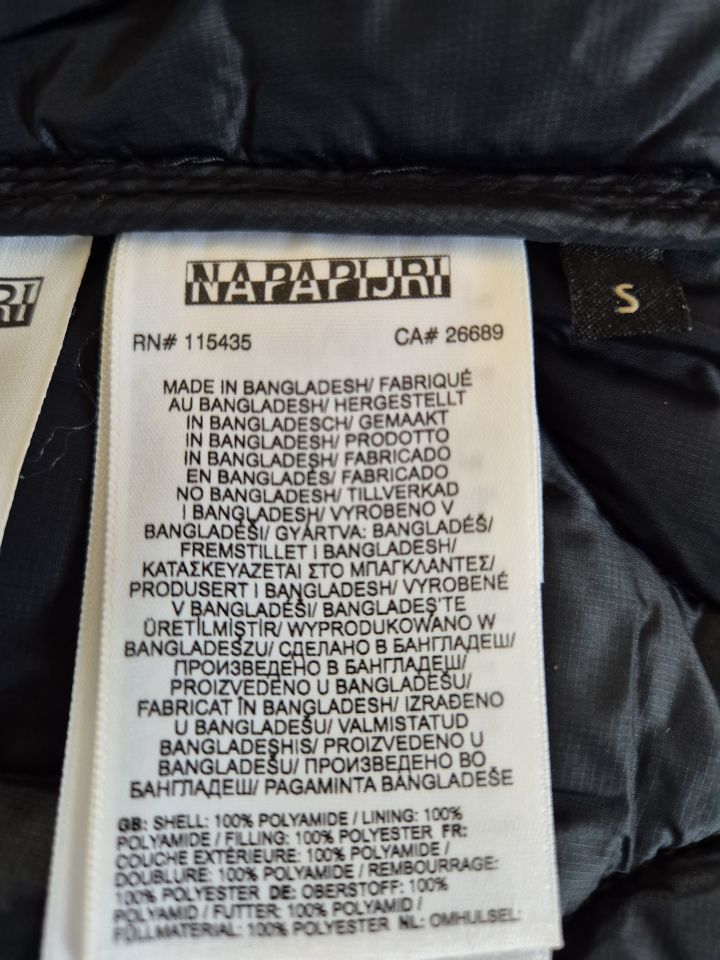 NAPAPIJRI
RI
S
RN# 115435 CA# 26689
MADE IN BANGLADESH/ FABRIQUÉ
AU BANGLADESH/ HERGESTELLT
IN BANGLADESCH/ GEMAAKT
IN BANGLADESH/ PRODOTTO
IN BANGLADESH/ FABRICADO
EN BANGLADÉS/ FABRICADO
NO BANGLADESH/ TILLVERKAD
I BANGLADESH/ VYROBENO V
BANGLADÉŠI/ GYÁRTVA: BANGLADÉŠ/
FREMSTILLET I BANGLADESH/
ΚΑΤΑΣΚΕΥΑΖΕΤΑΙ ΣΤΟ ΜΠΑΓΚΛΑΝΤΕΣ/
PRODUSERT I BANGLADESH/ VYROBENÉ
V BANGLADÉŠI/ BANGLADEŞ'TE
ÜRETİLMİŞTİR/ WYPRODUKOWANO W
BANGLADESZU/ СДЕЛАНО В БАНГЛАДЕШ/
ПРОИЗВЕДЕНО В БАНГЛАДЕШ/
PROIZVEDENO U BANGLADEŠU/
FABRICAT ÎN BANGLADESH/ IZRAĐENO
U BANGLADEŠU/ VALMISTATUD
BANGLADESHIS/ PROIZVEDENO U
BANGLADEŠU/ ПРОИЗВЕДЕНО ВО
БАНГЛАДЕШ/ PAGAMINTA BANGLADEŠE
GB: SHELL: 100% POLYAMIDE / LINING: 100%
POLYAMIDE / FILLING: 100% POLYESTER FR:
COUCHE EXTÉRIEURE: 100% POLYAMIDE /
DOUBLURE: 100% POLYAMIDE / REMBOURRAGE:
100% POLYESTER DE: OBERSTOFF: 100%
POLYAMID / FUTTER: 100% POLYAMID /
FÜLLMATERIAL: 100% POLYESTER NL: OMHULSEL: